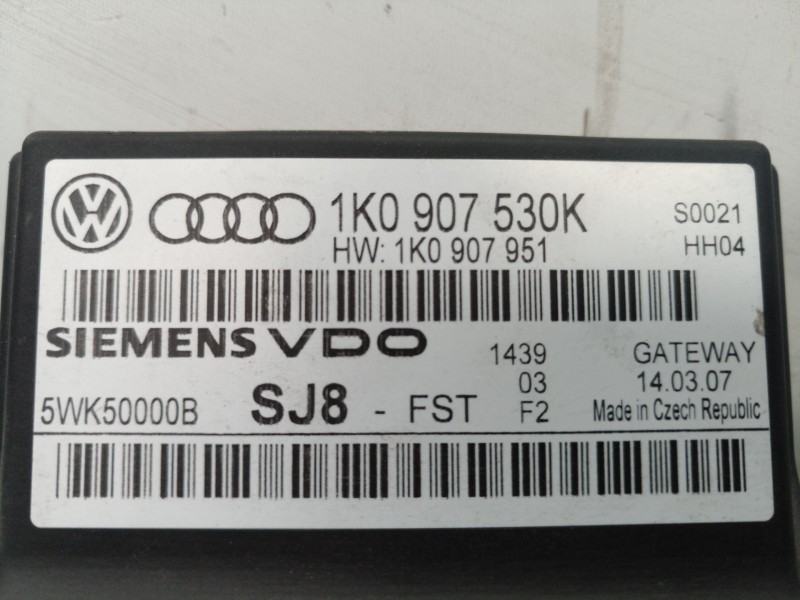 1K0 907 530K S0021
HW: 1K0 907 951 HH04
SIEMENS VDO 1439 GATEWAY
03 14.03.07
5WK50000B SJ8 - FST F2 Made in Czech Republic